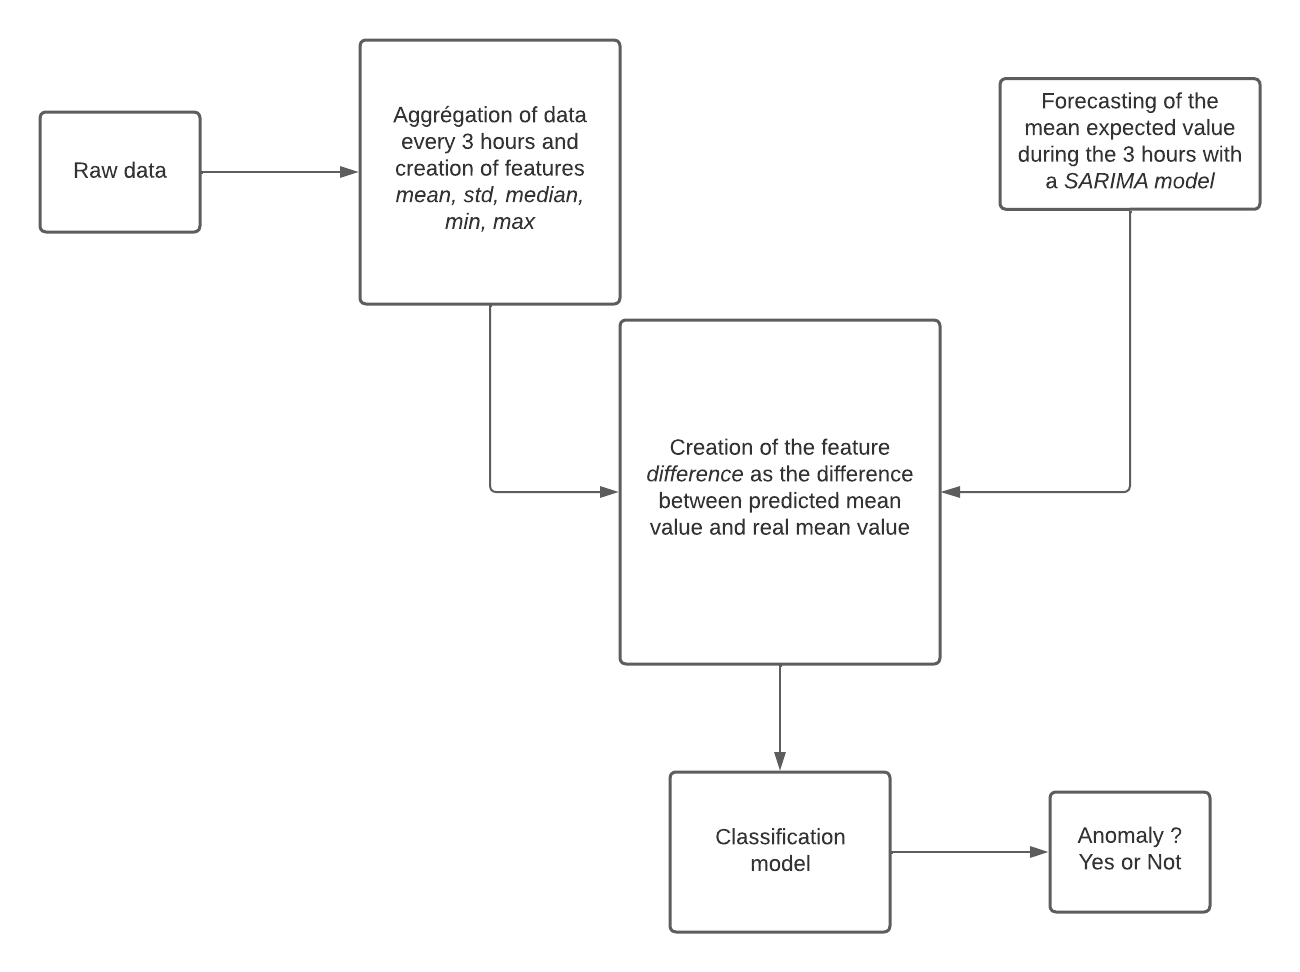 Raw data
Aggrégation of data
every 3 hours and
creation of features
mean, std, median,
min, max
Forecasting of the
mean expected value
during the 3 hours with
a SARIMA model
Creation of the feature
difference as the difference
between predicted mean
value and real mean value
Classification
model
Anomaly ?
Yes or Not